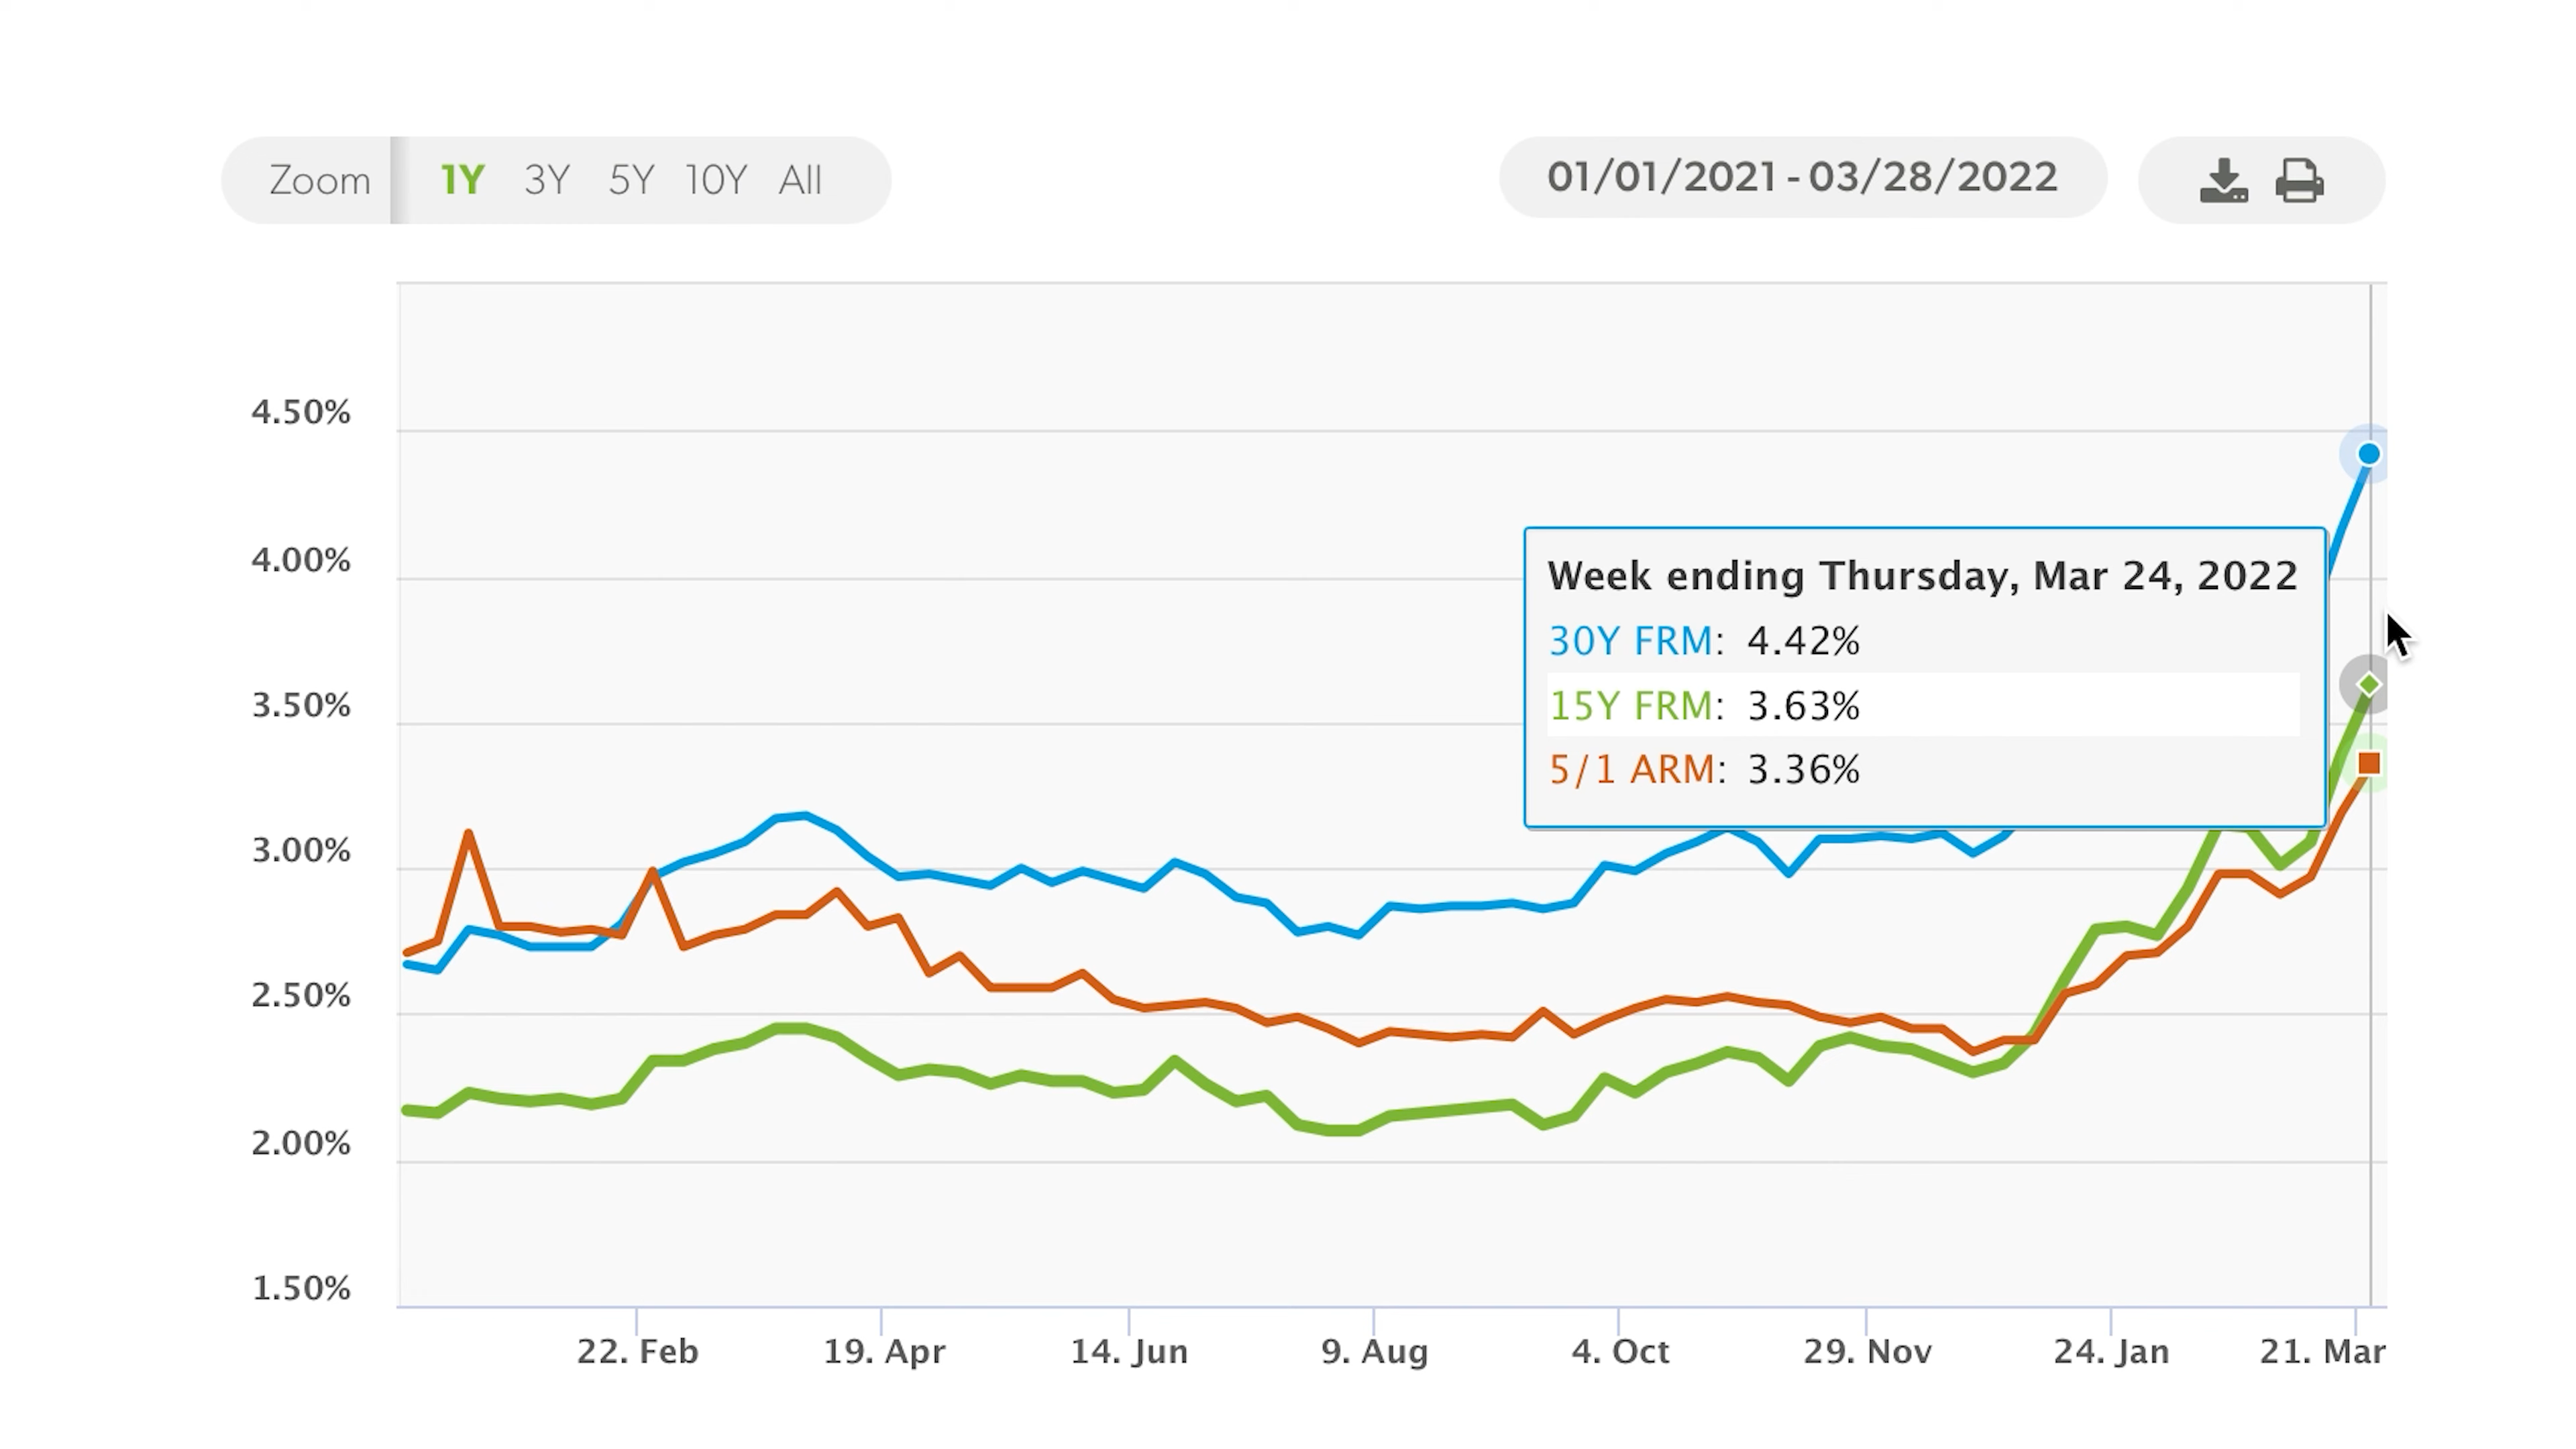 Zoom 1Y 3Y 5Y 10Y All
01/01/2021 - 03/28/2022
4.50%
4.00%
3.50%
3.00%
2.50%
2.00%
1.50%
Week ending Thursday, Mar 24, 2022
30Y FRM: 4.42%
15Y FRM: 3.63%
5/1 ARM: 3.36%
22. Feb 19. Apr 14. Jun 9. Aug 4. Oct 29. Nov 24. Jan 21. Mar